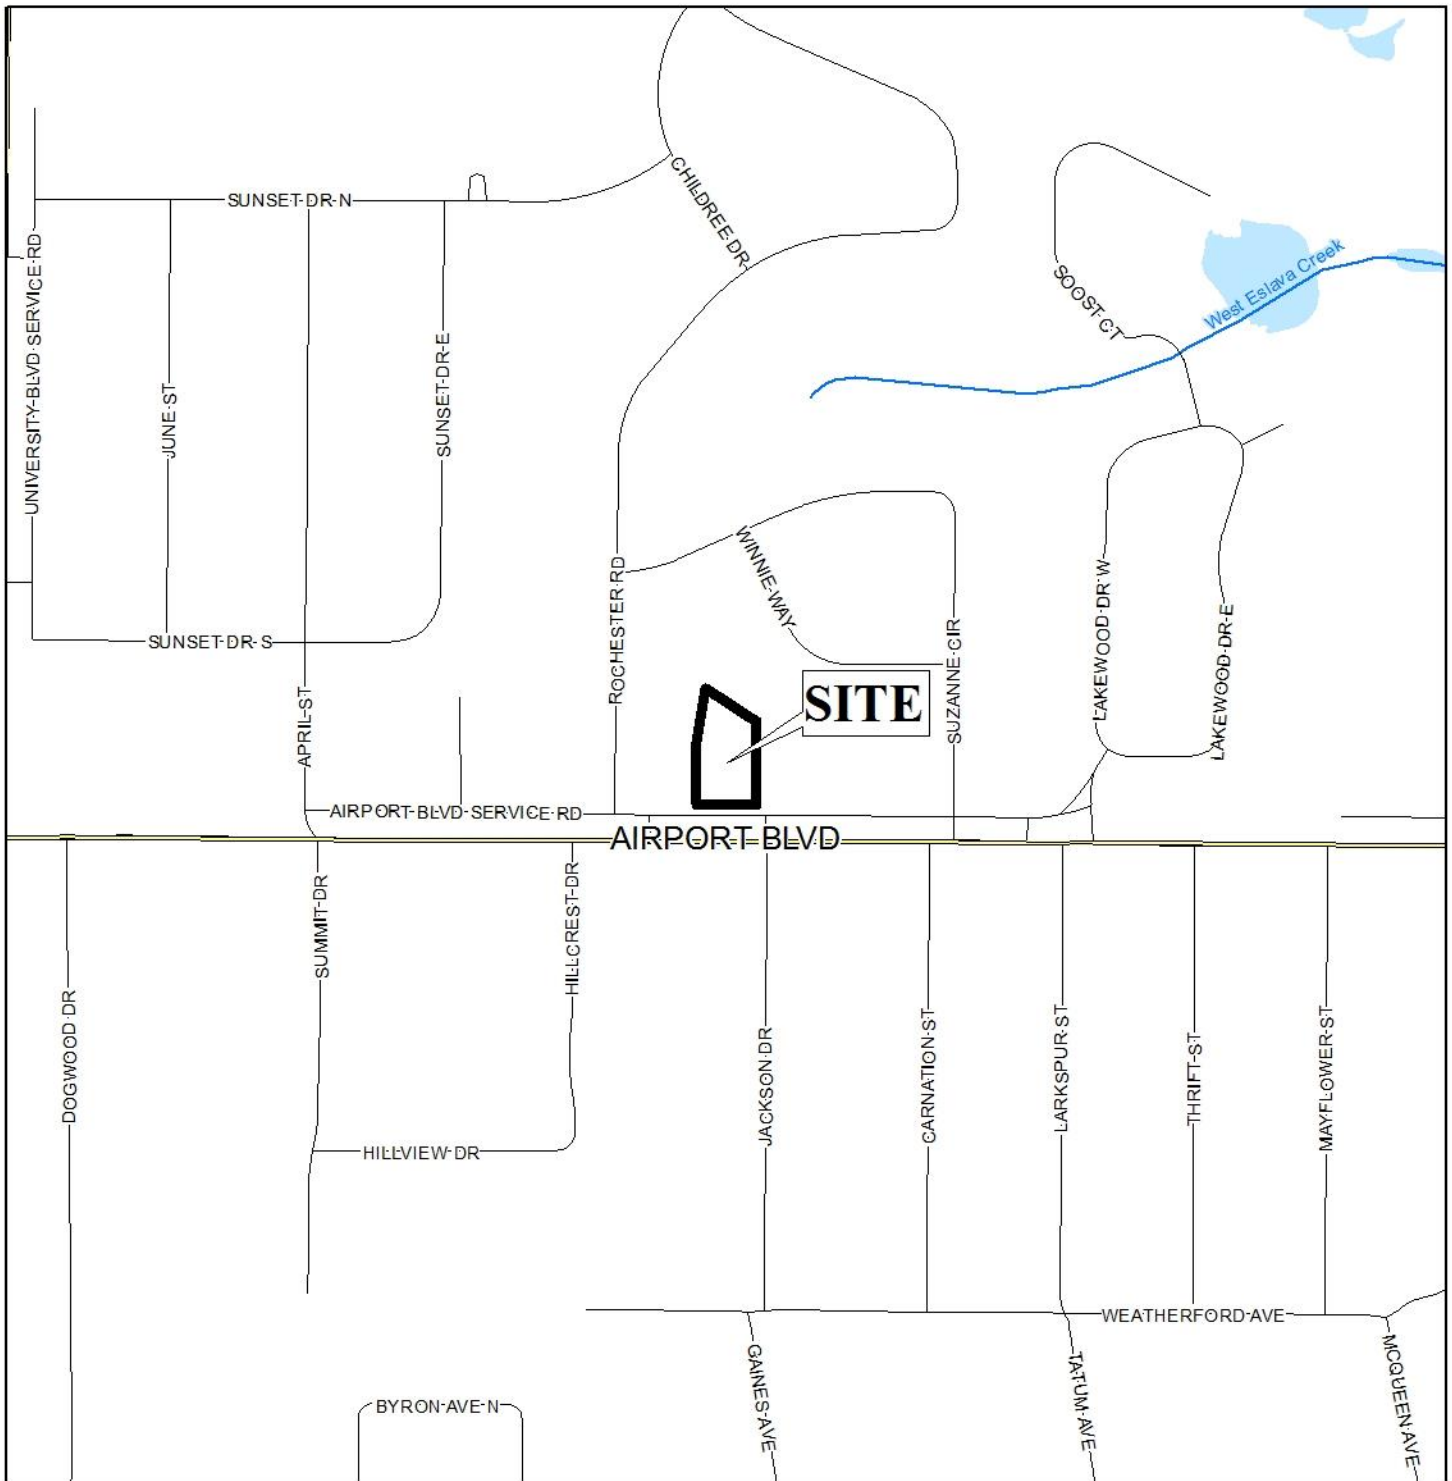 SUNSET DR N
CHILDREE DR
UNIVERSITY BLVD SERVICE RD
JUNE ST
SUNSET DR E
SOOST CT
West Eslava Creek
WINNIE WAY
ROCHESTER RD
SUNSET DR S
SUZANNE CIR
LAKEWOOD DR W
LAKEWOOD DR E
APRIL ST
SITE
AIRPORT BLVD SERVICE RD
AIRPORT BLVD
SUMMIT DR
HILLCREST DR
DOGWOOD DR
JACKSON DR
CARNATION ST
LARKSPUR ST
THRIFT ST
MAYFLOWER ST
HILLVIEW DR
WEATHERFORD AVE
GAINES AVE
TATUM AVE
MCQUEEN AVE
BYRON AVE N